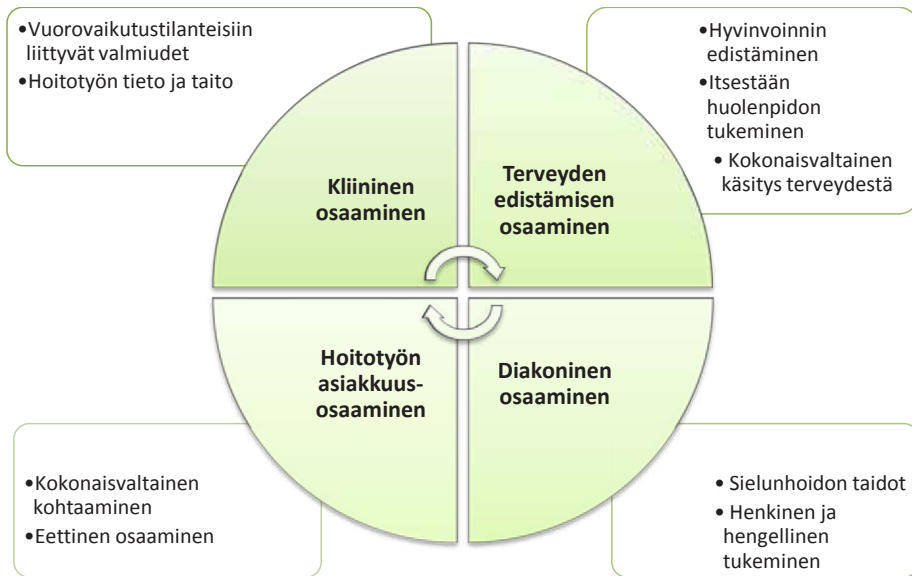 •Vuorovaikutustilanteisiin
liittyvät valmiudet
•Hoitotyön tieto ja taito
•Hyvinvoinnin
edistäminen
•Itsestään
huolenpidon
tukeminen
• Kokonaisvaltainen
käsitys terveydestä
Kliininen
osaaminen
Terveyden
edistämisen
osaaminen
Hoitotyön
asiakkuus-
osaaminen
Diakoninen
osaaminen
•Kokonaisvaltainen
kohtaaminen
•Eettinen osaaminen
• Sielunhoidon taidot
• Henkinen ja
hengellinen
tukeminen